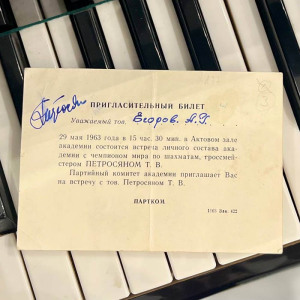 Петросян
ПРИГЛАСИТЕЛЬНЫЙ БИЛЕТ
Уважаемый тов. Егоров. А.Г.
29 мая 1963 года в 15 час. 30 мин. в Актовом зале
академии состоится встреча личного состава ака-
демии с чемпионом мира по шахматам, гроссмей-
стером ПЕТРОСЯНОМ Т. В.
Партийный комитет академии приглашает Вас
на встречу с тов. Петросяном Т. В.
ПАРТКОМ